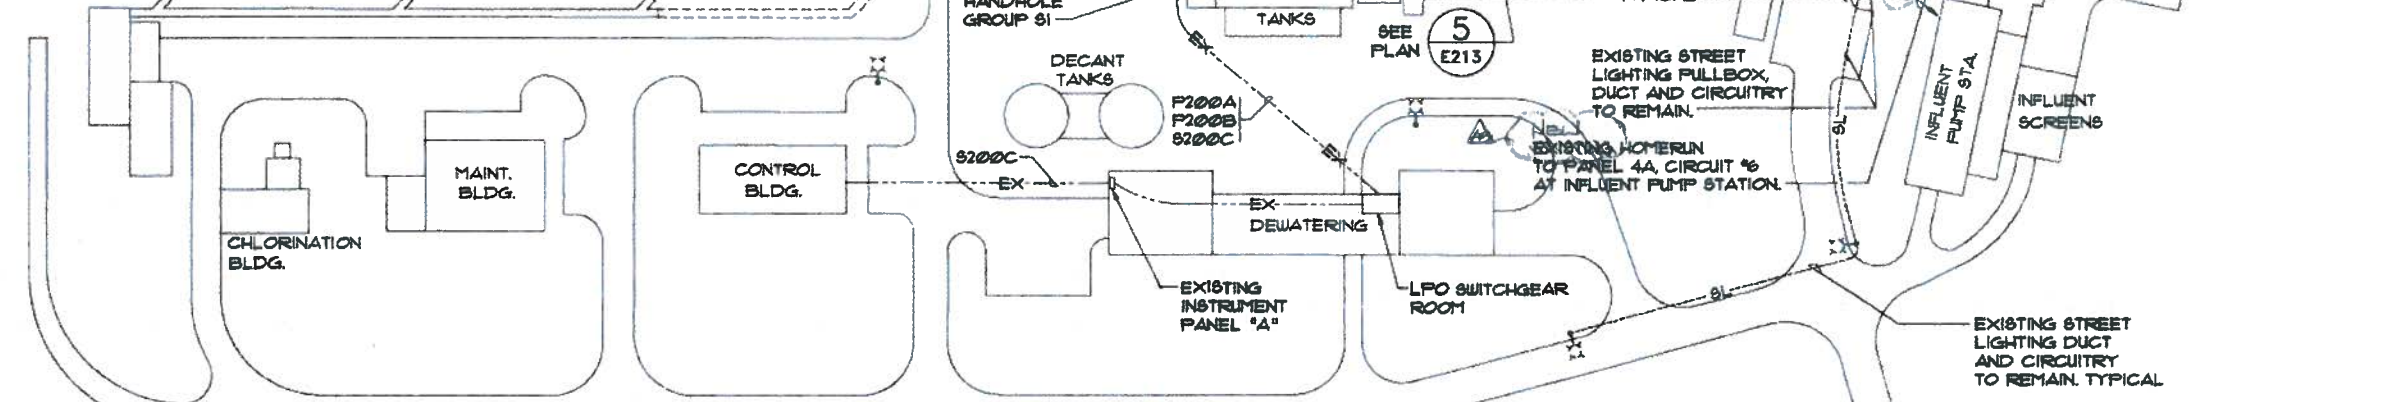 HANDHOLE
GROUP S1
TANKS
SEE
PLAN
5
E213
EX
DECANT
TANKS
P200A
P200B
S200C
EX
EXISTING STREET
LIGHTING PULLBOX,
DUCT AND CIRCUITRY
TO REMAIN.
NEW
EXISTING HOMERUN
TO PANEL 4A, CIRCUIT #6
AT INFLUENT PUMP STATION.
SL
INFLUENT
PUMP STA.
INFLUENT
SCREENS
MAINT.
BLDG.
CONTROL
BLDG.
S200C
EX
EX
DEWATERING
CHLORINATION
BLDG.
EXISTING
INSTRUMENT
PANEL "A"
LPO SWITCHGEAR
ROOM
SL
EXISTING STREET
LIGHTING DUCT
AND CIRCUITRY
TO REMAIN. TYPICAL